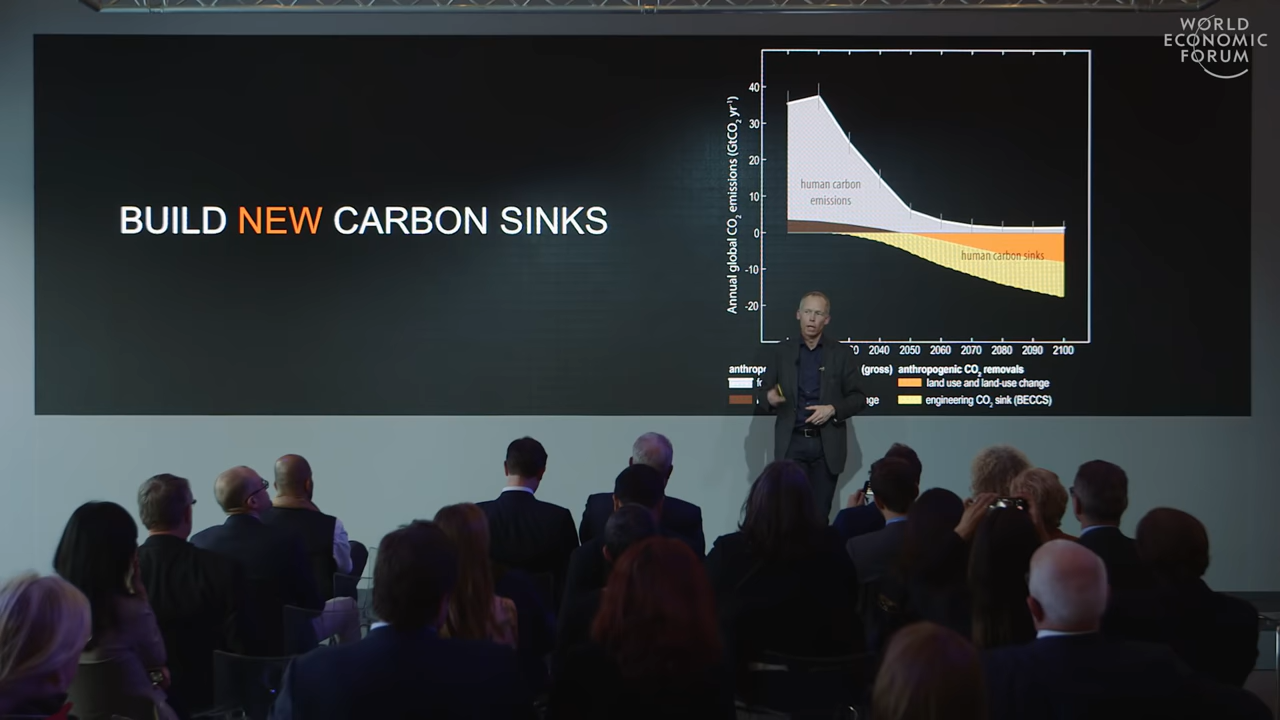 WORLD
ECONOMIC
FORUM
BUILD NEW CARBON SINKS
Annual global CO2 emissions (GtCO2 yr-1)
40
30
20
10
0
-10
-20
human carbon
emissions
human carbon sinks
2040 2050 2060 2070 2080 2090 2100
(gross) anthropogenic CO2 removals
land use and land-use change
engineering CO2 sink (BECCS)